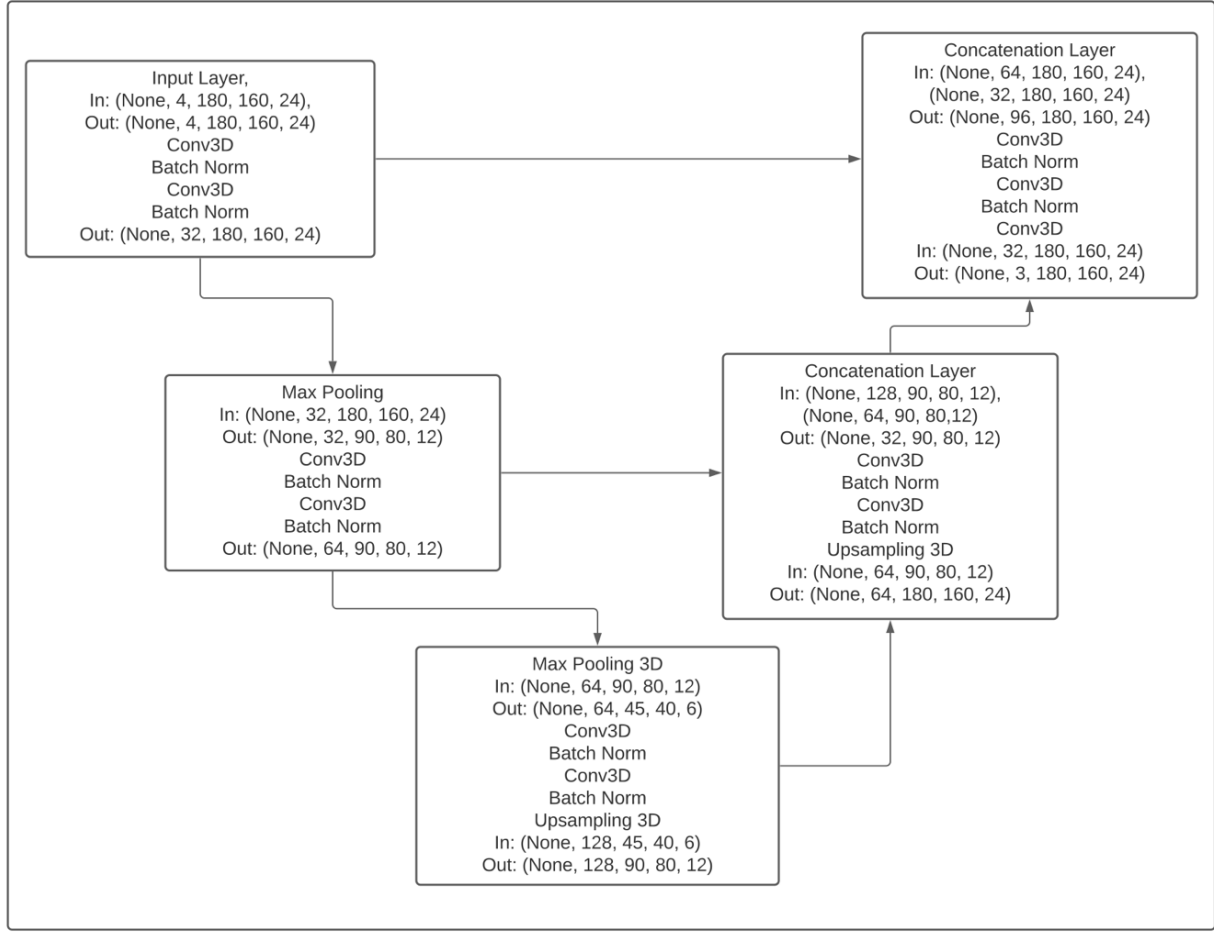 Input Layer,
In: (None, 4, 180, 160, 24),
Out: (None, 4, 180, 160, 24)
Conv3D
Batch Norm
Conv3D
Batch Norm
Out: (None, 32, 180, 160, 24)
Max Pooling
In: (None, 32, 180, 160, 24)
Out: (None, 32, 90, 80, 12)
Conv3D
Batch Norm
Conv3D
Batch Norm
Out: (None, 64, 90, 80, 12)
Max Pooling 3D
In: (None, 64, 90, 80, 12)
Out: (None, 64, 45, 40, 6)
Conv3D
Batch Norm
Conv3D
Batch Norm
Upsampling 3D
In: (None, 128, 45, 40, 6)
Out: (None, 128, 90, 80, 12)
Concatenation Layer
In: (None, 128, 90, 80, 12),
(None, 64, 90, 80,12)
Out: (None, 32, 90, 80, 12)
Conv3D
Batch Norm
Conv3D
Batch Norm
Upsampling 3D
In: (None, 64, 90, 80, 12)
Out: (None, 64, 180, 160, 24)
Concatenation Layer
In: (None, 64, 180, 160, 24),
(None, 32, 180, 160, 24)
Out: (None, 96, 180, 160, 24)
Conv3D
Batch Norm
Conv3D
Batch Norm
Conv3D
In: (None, 32, 180, 160, 24)
Out: (None, 3, 180, 160, 24)